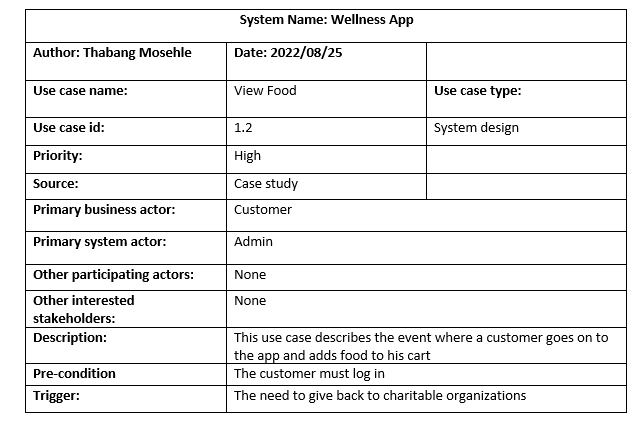 System Name: Wellness App
Author: Thabang Mosehle Date: 2022/08/25
Use case name: View Food Use case type:
Use case id: 1.2 System design
Priority: High
Source: Case study
Primary business actor: Customer
Primary system actor: Admin
Other participating actors: None
Other interested None
stakeholders:
Description: This use case describes the event where a customer goes on to
the app and adds food to his cart
Pre-condition The customer must log in
Trigger: The need to give back to charitable organizations